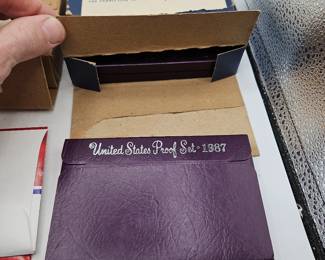 United States Proof Set - 1987